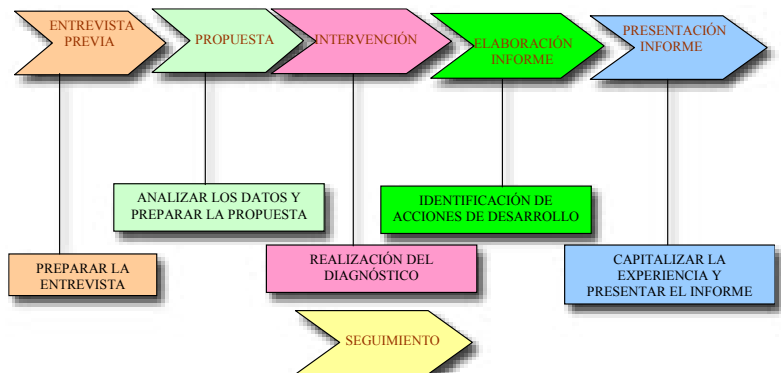 ENTREVISTA
PREVIA
PROPUESTA
INTERVENCIÓN
ELABORACIÓN
INFORME
PRESENTACIÓN
INFORME
ANALIZAR LOS DATOS Y
PREPARAR LA PROPUESTA
IDENTIFICACIÓN DE
ACCIONES DE DESARROLLO
PREPARAR LA
ENTREVISTA
REALIZACIÓN DEL
DIAGNÓSTICO
CAPITALIZAR LA
EXPERIENCIA Y
PRESENTAR EL INFORME
SEGUIMIENTO